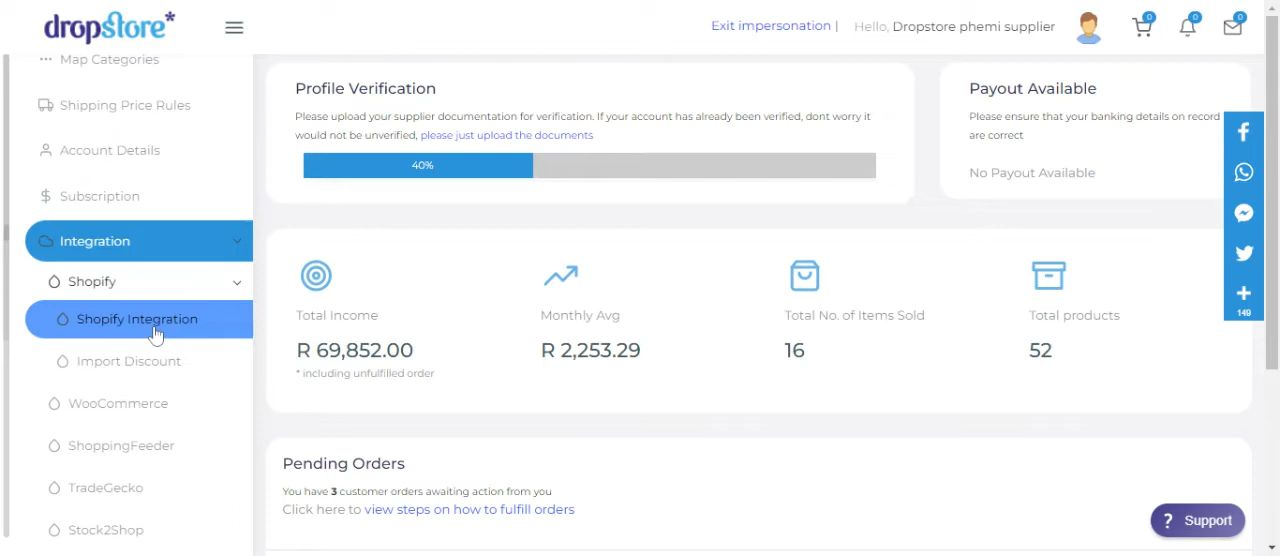 dropstore*
Exit impersonation |
Hello, Dropstore phemi supplier
0
0
0
Map Categories
Shipping Price Rules
Account Details
Subscription
Integration
Shopify
Shopify Integration
Import Discount
WooCommerce
ShoppingFeeder
TradeGecko
Stock2Shop
Profile Verification
Please upload your supplier documentation for verification. If your account has already been verified, dont worry it
would not be unverified, please just upload the documents
40%
Payout Available
Please ensure that your banking details on record
are correct
No Payout Available
149
Total Income
R 69,852.00
* including unfulfilled order
Monthly Avg
R 2,253.29
Total No. of Items Sold
16
Total products
52
Pending Orders
You have 3 customer orders awaiting action from you
Click here to view steps on how to fulfill orders
? Support